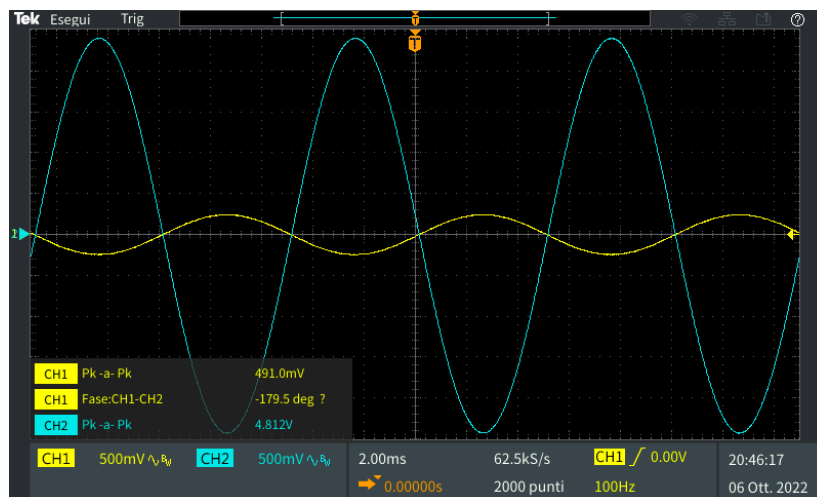 Tek Esegui Trig
T
T
1
CH1 Pk -a- Pk 491.0mV
CH1 Fase:CH1-CH2 -179.5 deg ?
CH2 Pk -a- Pk 4.812V
CH1 500mV BW CH2 500mV BW 2.00ms 62.5kS/s CH1 0.00V 20:46:17
0.00000s 2000 punti 100Hz 06 Ott. 2022